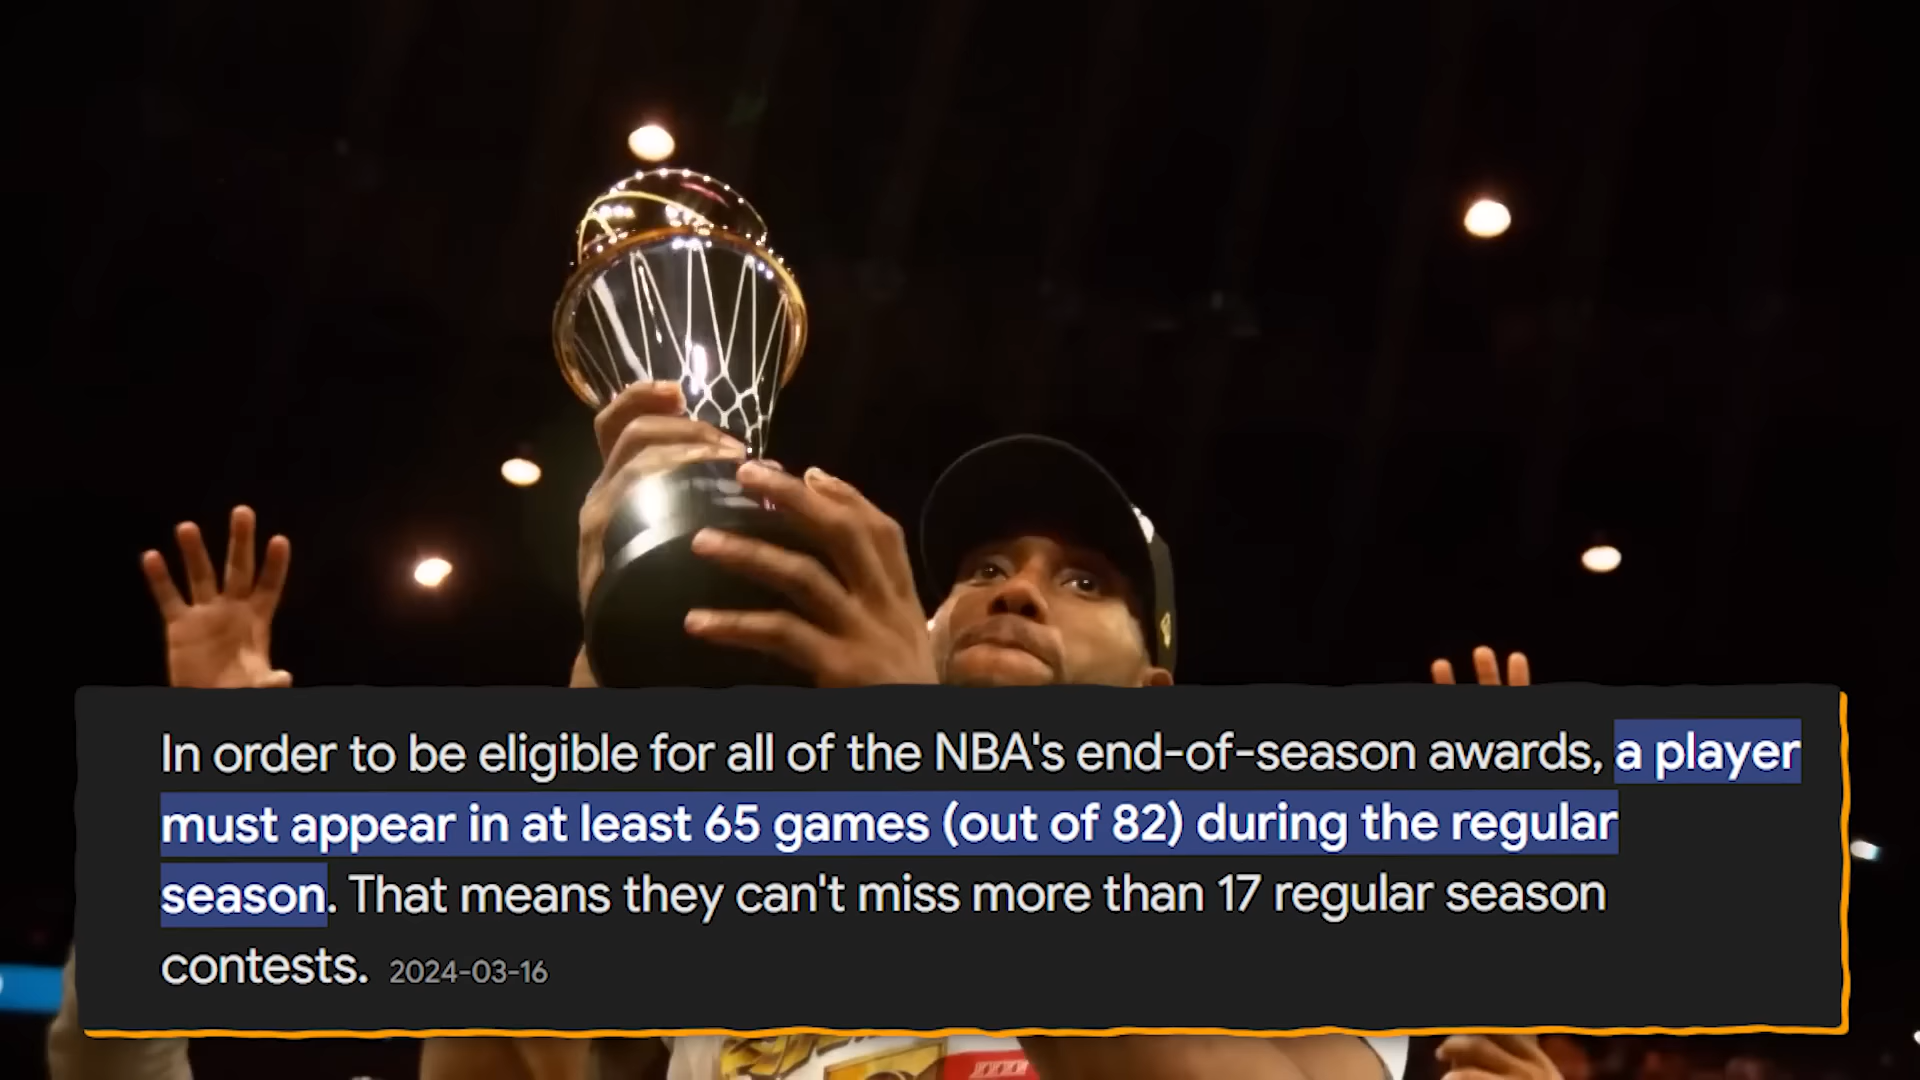 In order to be eligible for all of the NBA's end-of-season awards, a player
must appear in at least 65 games (out of 82) during the regular
season. That means they can't miss more than 17 regular season
contests. 2024-03-16